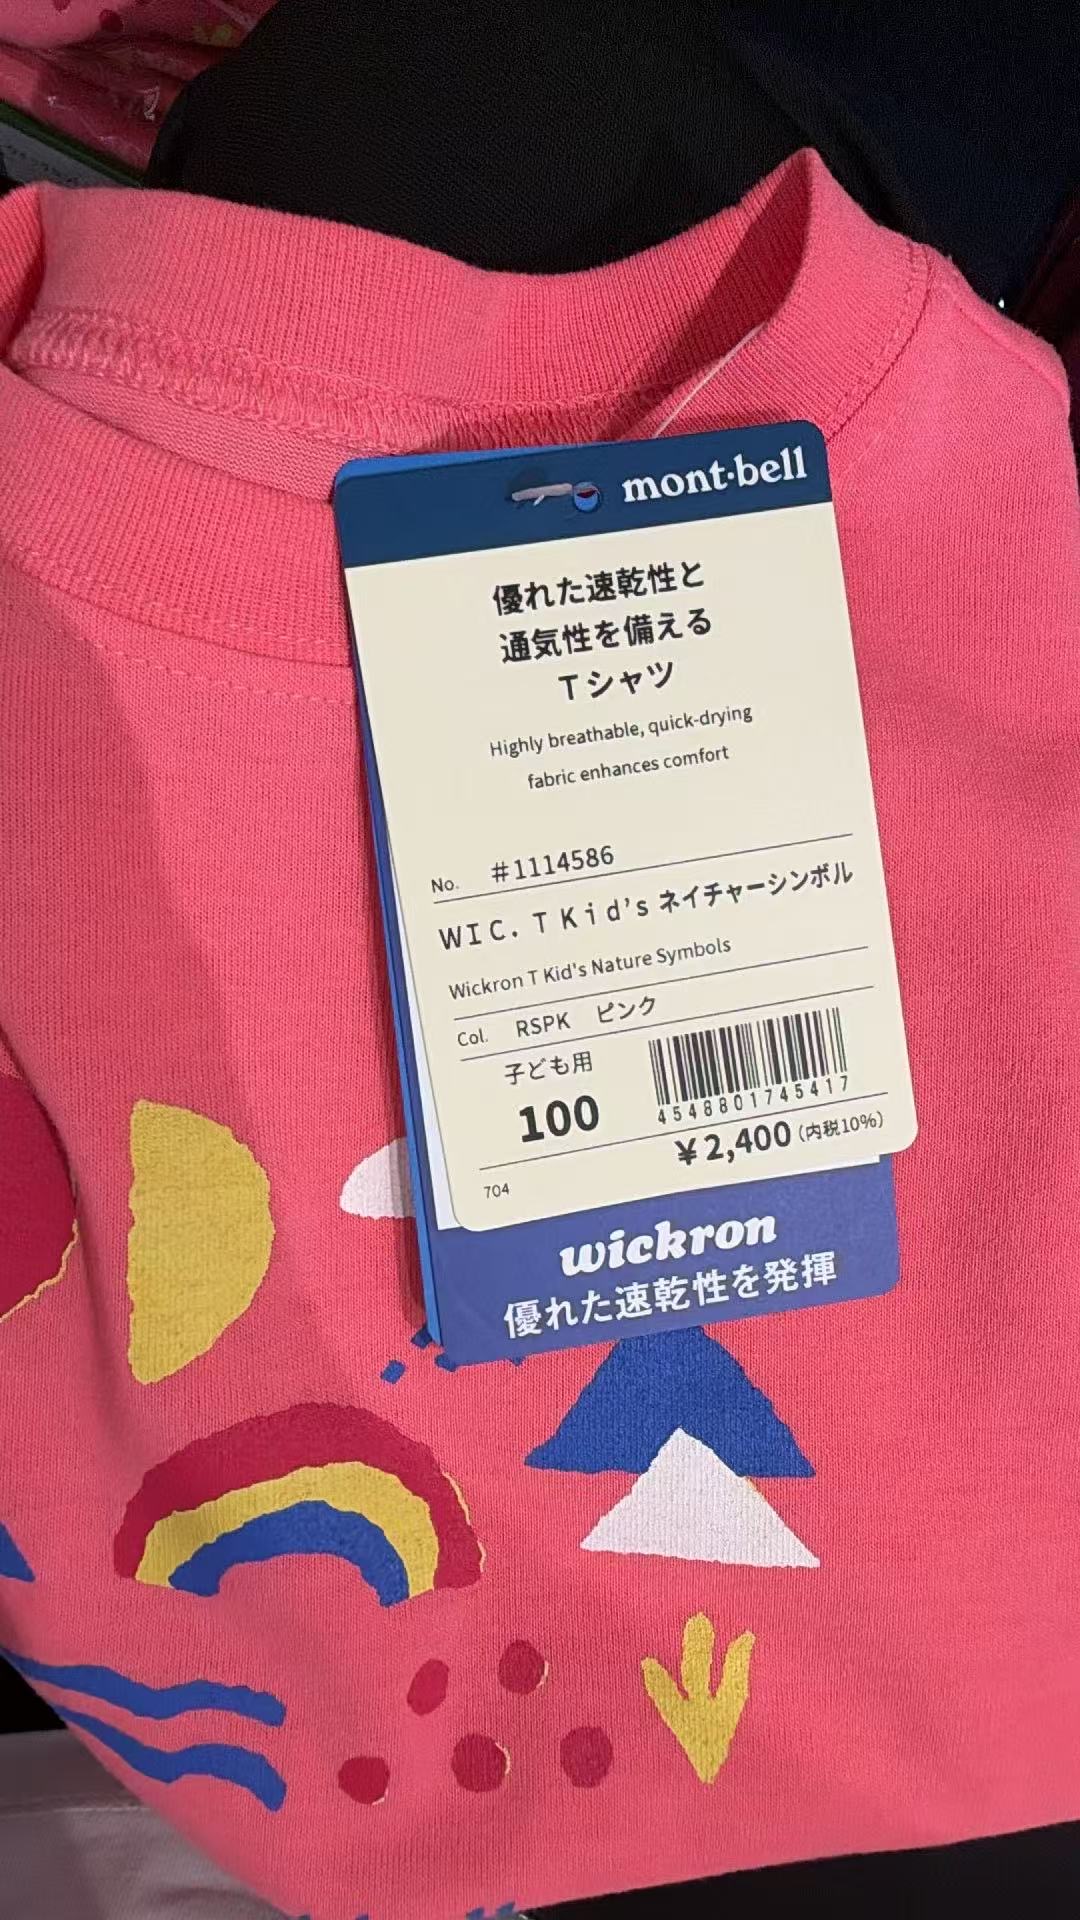 mont·bell
優れた速乾性と
通気性を備える
Tシャツ
Highly breathable, quick-drying
fabric enhances comfort
No. #1114586
WIC. T Kid's ネイチャーシンボル
Wickron T Kid's Nature Symbols
Col. RSPK ピンク
子ども用
100
4548801745417
¥2,400(内税10%)
704
wickron
優れた速乾性を発揮